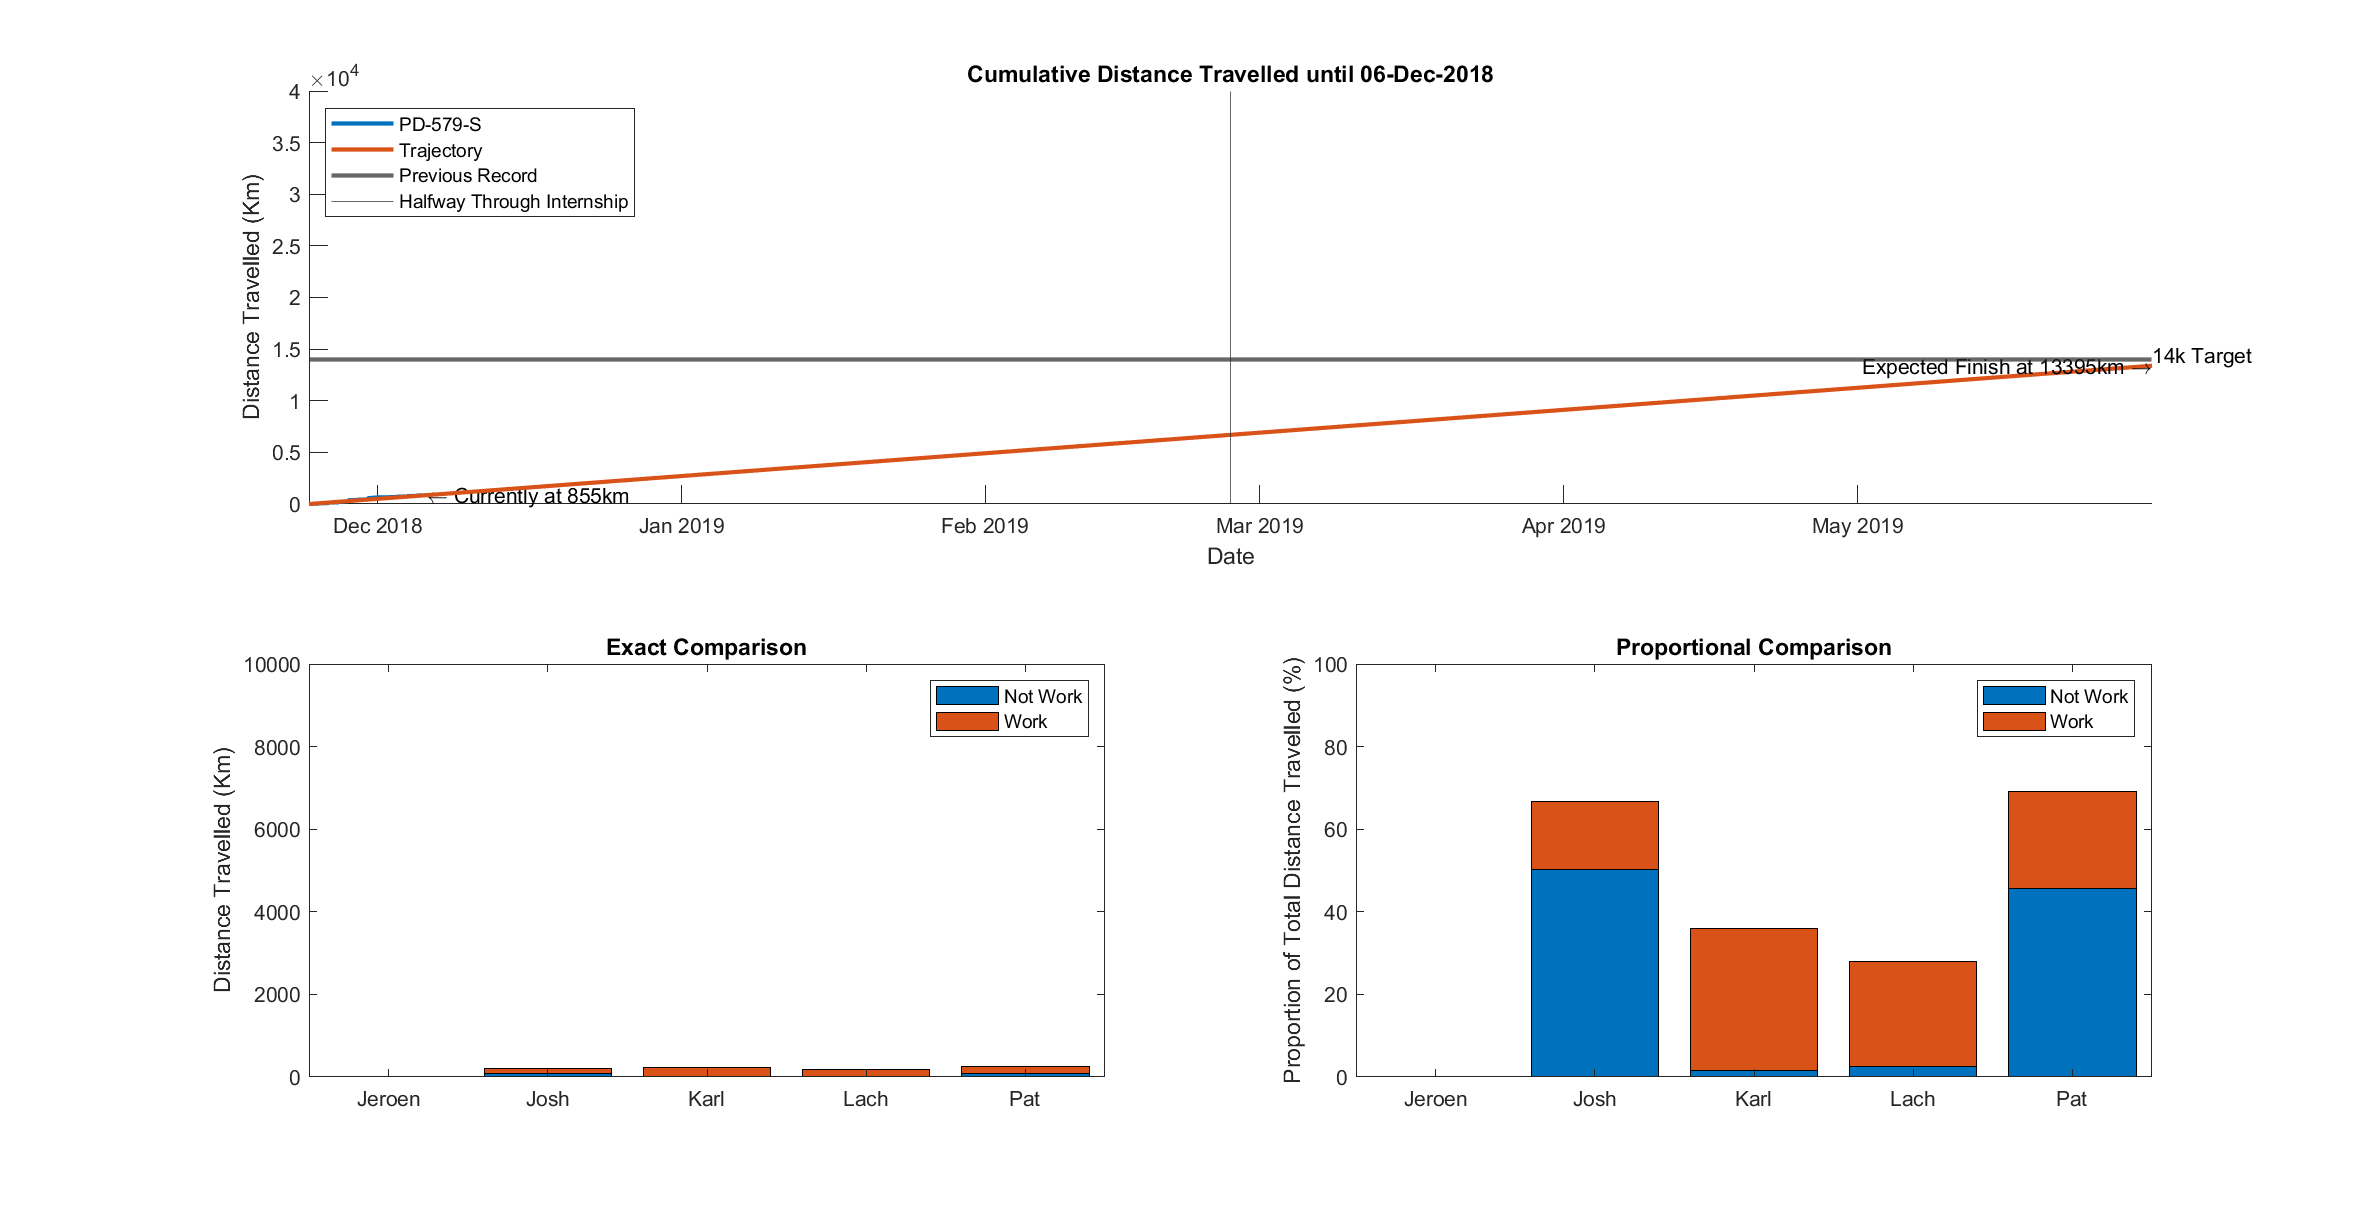 Cumulative Distance Travelled until 06-Dec-2018
×10^4
4
3.5
3
2.5
2
1.5
1
0.5
0
Distance Travelled (Km)
PD-579-S
Trajectory
Previous Record
Halfway Through Internship
14k Target
Expected Finish at 13395km →
← Currently at 855km
Dec 2018 Jan 2019 Feb 2019 Mar 2019 Apr 2019 May 2019
Date
Exact Comparison
10000
8000
6000
4000
2000
0
Distance Travelled (Km)
Not Work
Work
Jeroen Josh Karl Lach Pat
Proportional Comparison
100
80
60
40
20
0
Proportion of Total Distance Travelled (%)
Not Work
Work
Jeroen Josh Karl Lach Pat